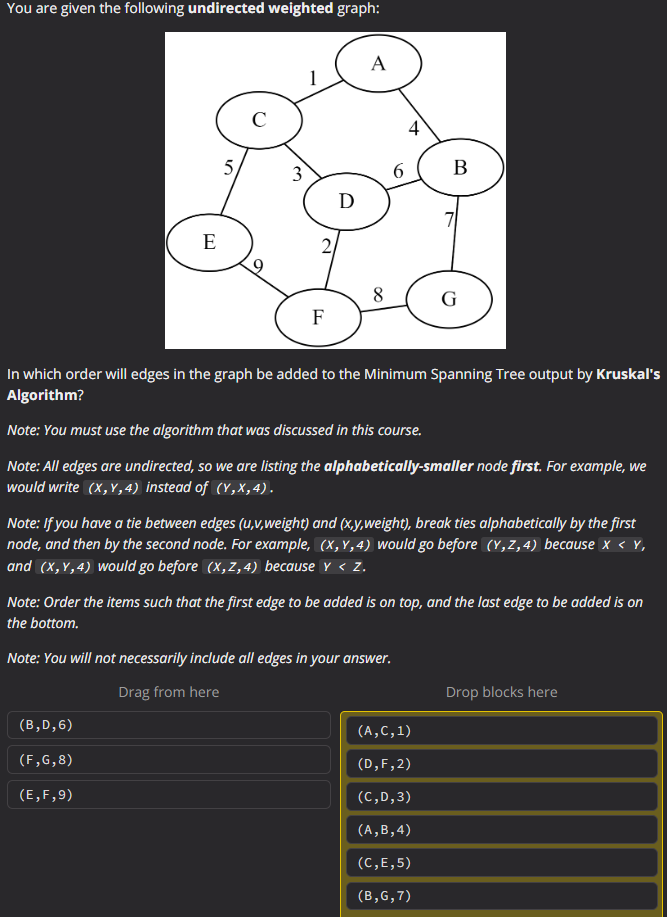 You are given the following undirected weighted graph:
A
1
C
4
5
3
6
B
D
7
E
2
9
8
G
F
In which order will edges in the graph be added to the Minimum Spanning Tree output by Kruskal's
Algorithm?
Note: You must use the algorithm that was discussed in this course.
Note: All edges are undirected, so we are listing the alphabetically-smaller node first. For example, we
would write (X,Y,4) instead of (Y,X,4).
Note: If you have a tie between edges (u,v,weight) and (x,y,weight), break ties alphabetically by the first
node, and then by the second node. For example, (X,Y,4) would go before (Y,Z,4) because X < Y,
and (X,Y,4) would go before (X,Z,4) because Y < Z.
Note: Order the items such that the first edge to be added is on top, and the last edge to be added is on
the bottom.
Note: You will not necessarily include all edges in your answer.
Drag from here
(B,D,6)
(F,G,8)
(E,F,9)
Drop blocks here
(A,C,1)
(D,F,2)
(C,D,3)
(A,B,4)
(C,E,5)
(B,G,7)